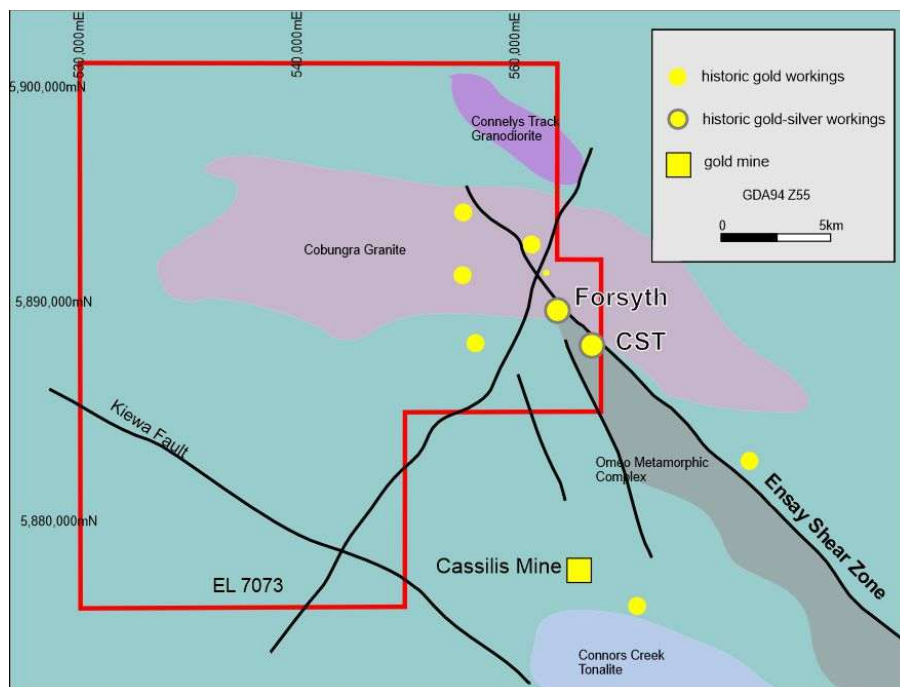 530,000mE
540,000mE
560,000mE
5,900,000mN
5,890,000mN
5,880,000mN
historic gold workings
historic gold-silver workings
gold mine
GDA94 Z55
0 5km
Connelys Track
Granodiorite
Cobungra Granite
Forsyth
CST
Kiewa Fault
Omeo Metamorphic
Complex
Ensay Shear Zone
Cassilis Mine
EL 7073
Connors Creek
Tonalite